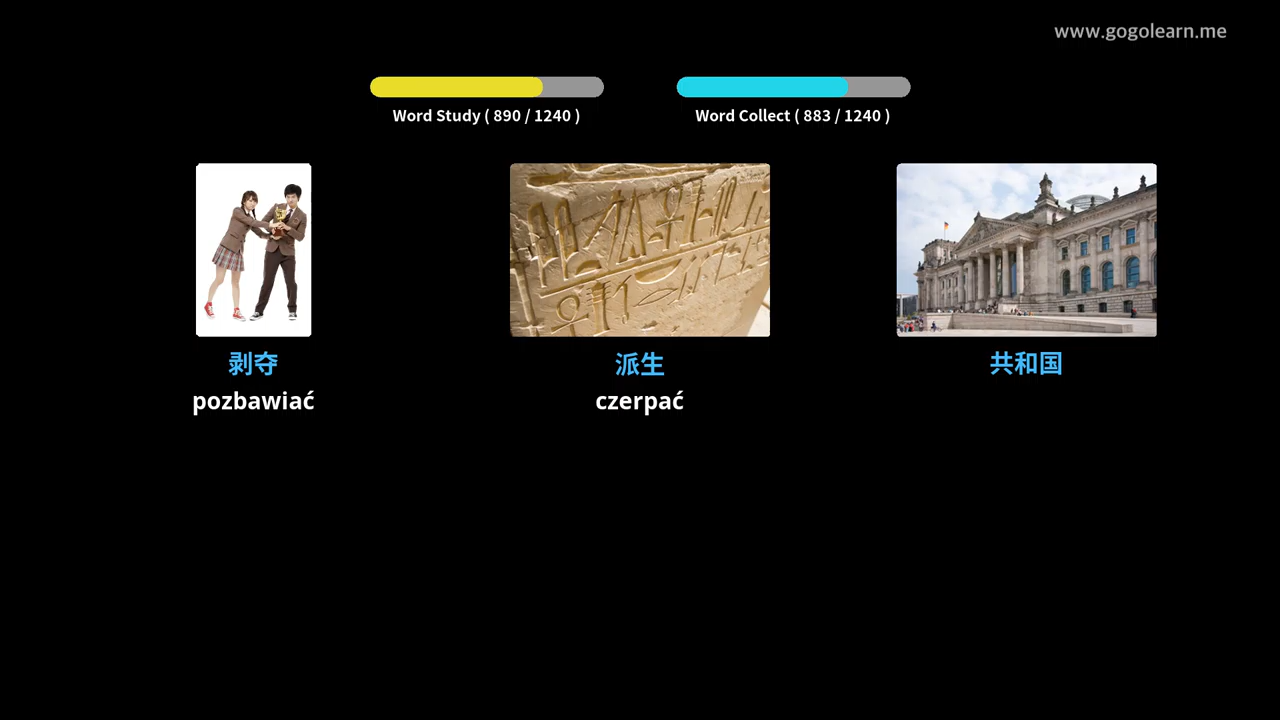 www.gogolearn.me
Word Study ( 890 / 1240 )
Word Collect ( 883 / 1240 )
剥夺
pozbawiać
派生
czerpać
共和国